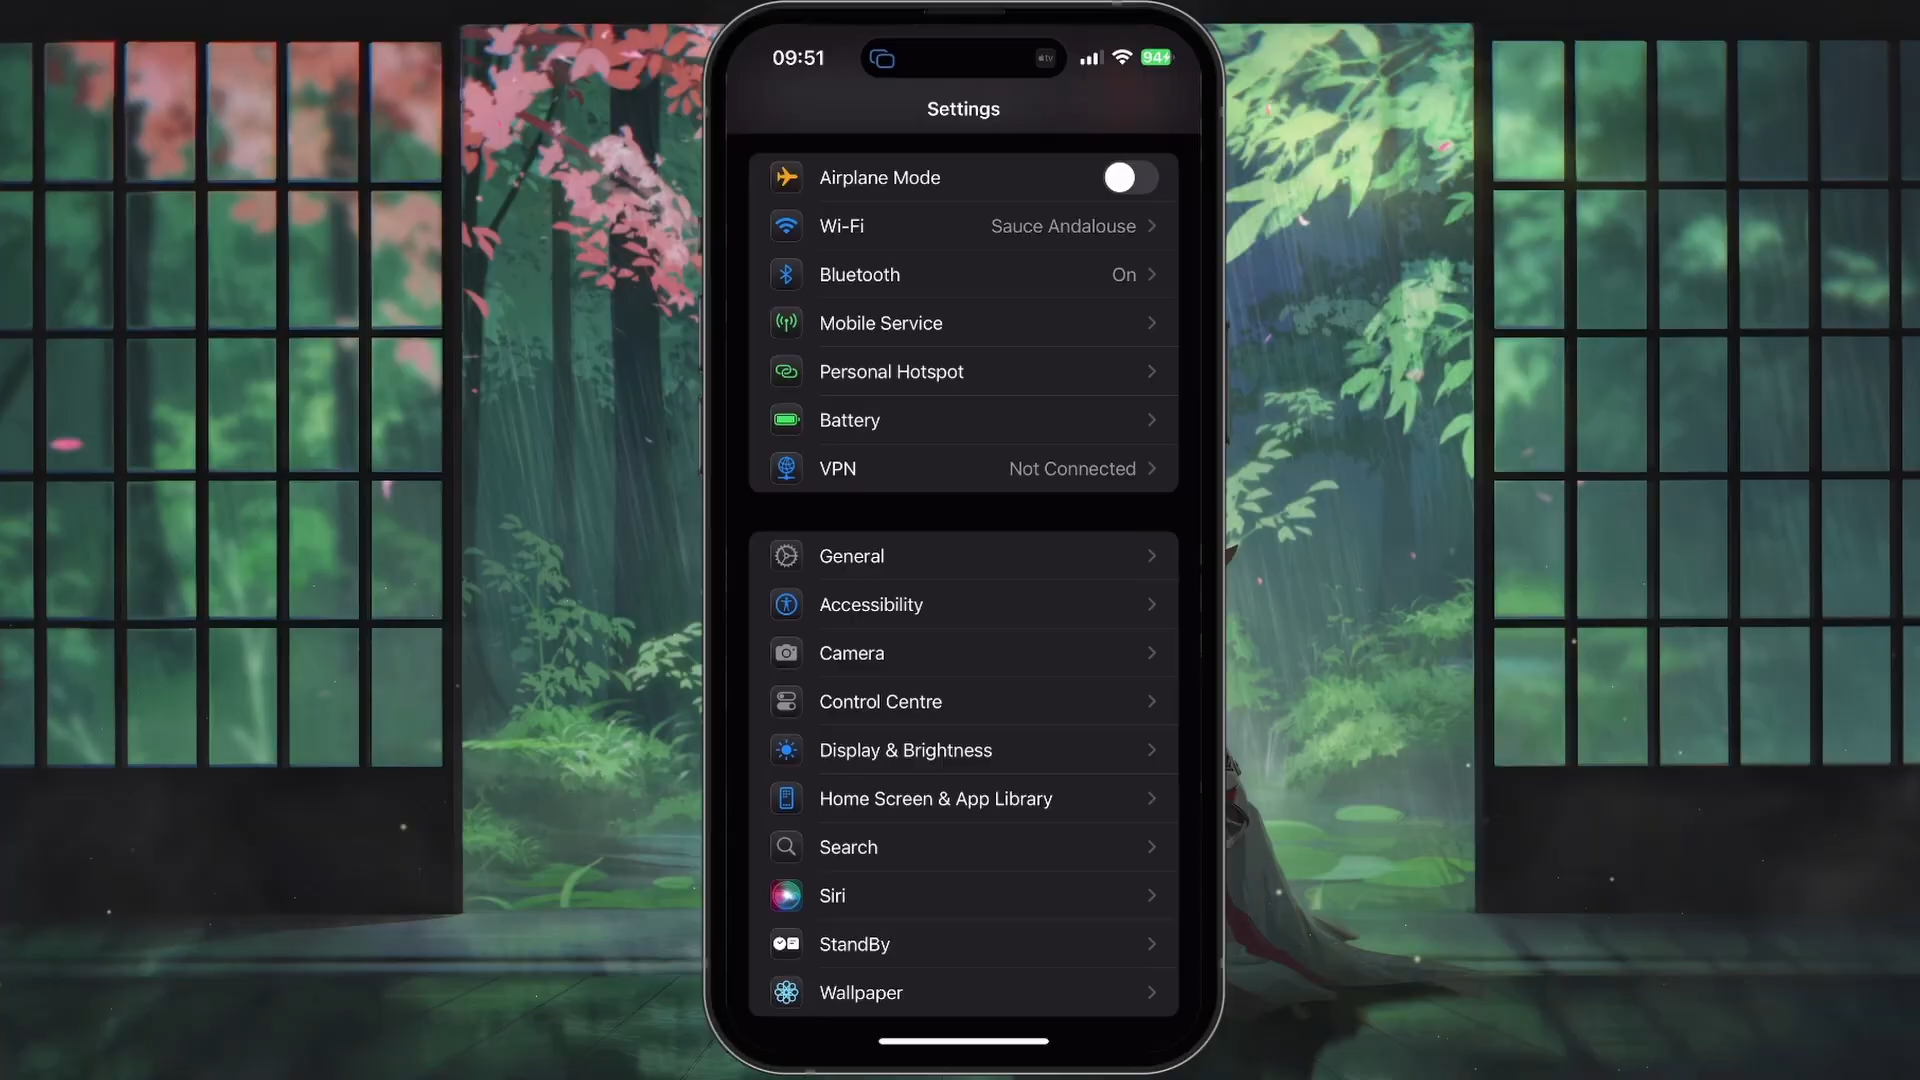 09:51
tv
94
Settings
Airplane Mode
Wi-Fi Sauce Andalouse
Bluetooth On
Mobile Service
Personal Hotspot
Battery
VPN Not Connected
General
Accessibility
Camera
Control Centre
Display & Brightness
Home Screen & App Library
Search
Siri
StandBy
Wallpaper